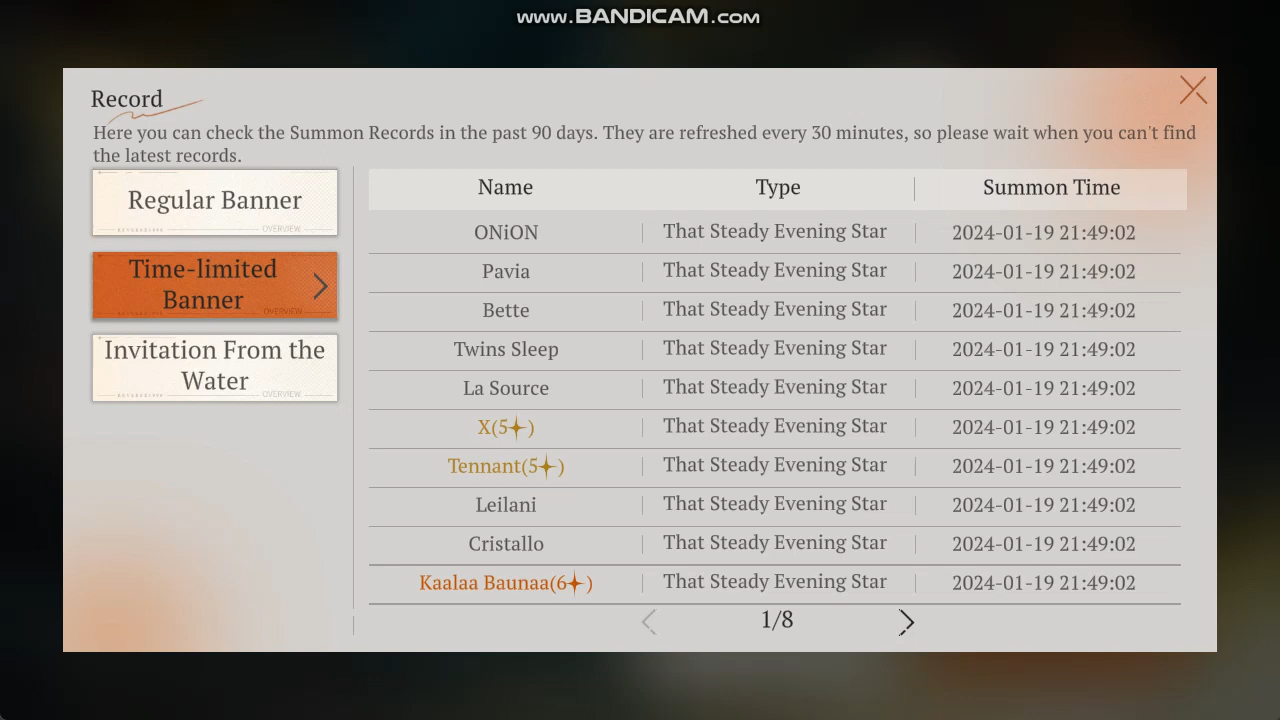 www.BANDICAM.com
Record
Here you can check the Summon Records in the past 90 days. They are refreshed every 30 minutes, so please wait when you can't find
the latest records.
Regular Banner
OVERVIEW
Time-limited
Banner
OVERVIEW
Invitation From the
Water
OVERVIEW
Name Type Summon Time
ONiON That Steady Evening Star 2024-01-19 21:49:02
Pavia That Steady Evening Star 2024-01-19 21:49:02
Bette That Steady Evening Star 2024-01-19 21:49:02
Twins Sleep That Steady Evening Star 2024-01-19 21:49:02
La Source That Steady Evening Star 2024-01-19 21:49:02
X(5✦) That Steady Evening Star 2024-01-19 21:49:02
Tennant(5✦) That Steady Evening Star 2024-01-19 21:49:02
Leilani That Steady Evening Star 2024-01-19 21:49:02
Cristallo That Steady Evening Star 2024-01-19 21:49:02
Kaalaa Baunaa(6✦) That Steady Evening Star 2024-01-19 21:49:02
1/8